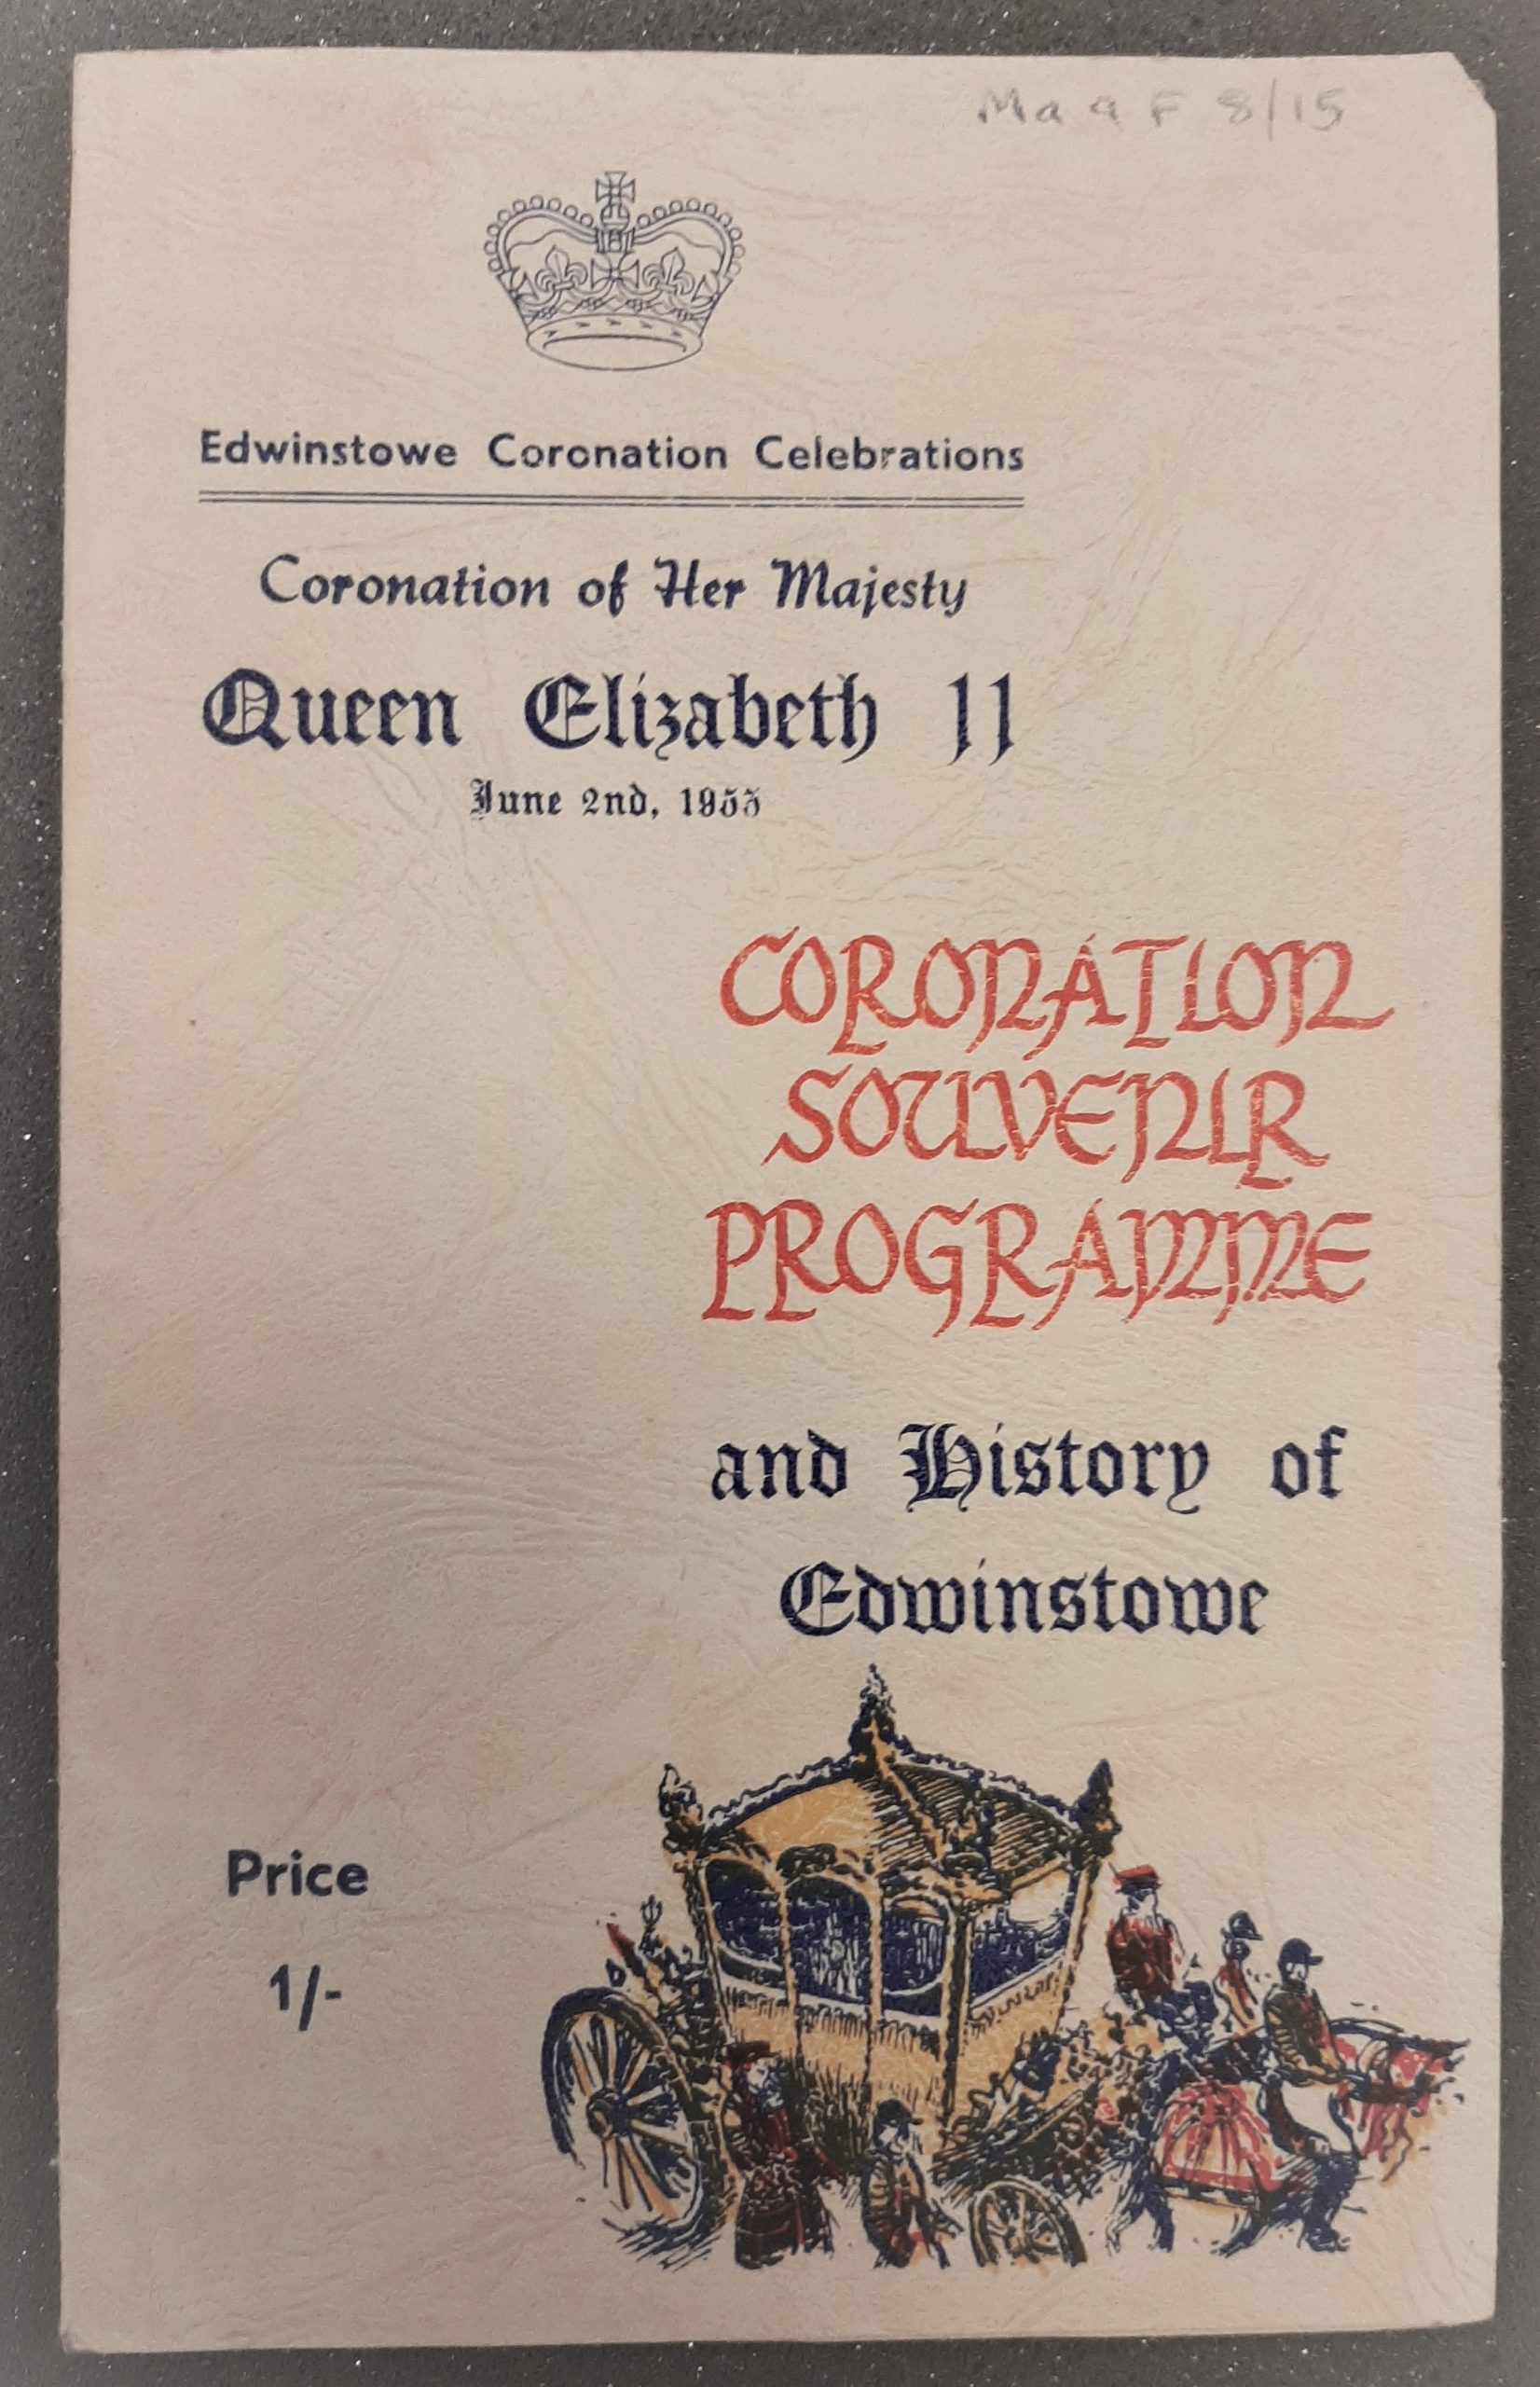 Ma 9 F 8/15
Edwinstowe Coronation Celebrations
Coronation of Her Majesty
Queen Elizabeth II
June 2nd, 1953
CORONATION
SOUVENIR
PROGRAMME
and History of
Edwinstowe
Price
1/-